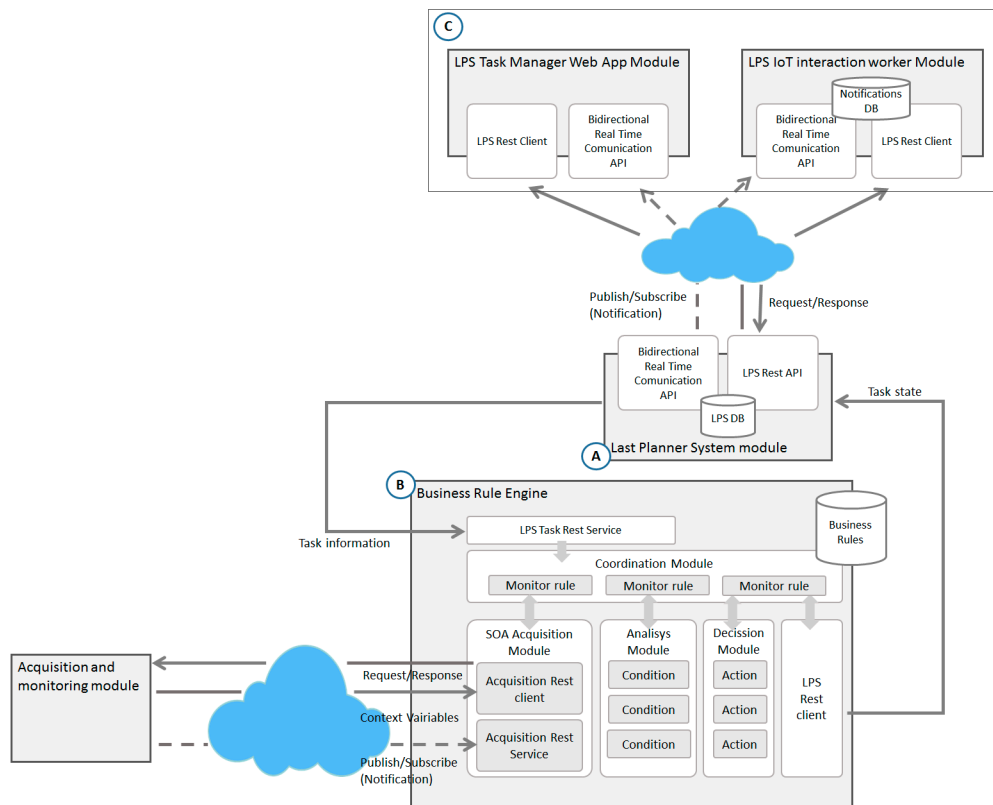 C
LPS Task Manager Web App Module
LPS Rest Client
Bidirectional
Real Time
Comunication
API
LPS IoT interaction worker Module
Notifications
DB
Bidirectional
Real Time
Comunication
API
LPS Rest Client
Publish/Subscribe
(Notification)
Request/Response
Bidirectional
Real Time
Comunication
API
LPS Rest API
LPS DB
Last Planner System module
A
Task state
B
Business Rule Engine
Business
Rules
LPS Task Rest Service
Task information
Coordination Module
Monitor rule
Monitor rule
Monitor rule
SOA Acquisition
Module
Acquisition Rest
client
Acquisition Rest
Service
Analisys
Module
Condition
Condition
Condition
Decission
Module
Action
Action
Action
LPS
Rest
client
Acquisition and
monitoring module
Request/Response
Context Vairiables
Publish/Subscribe
(Notification)